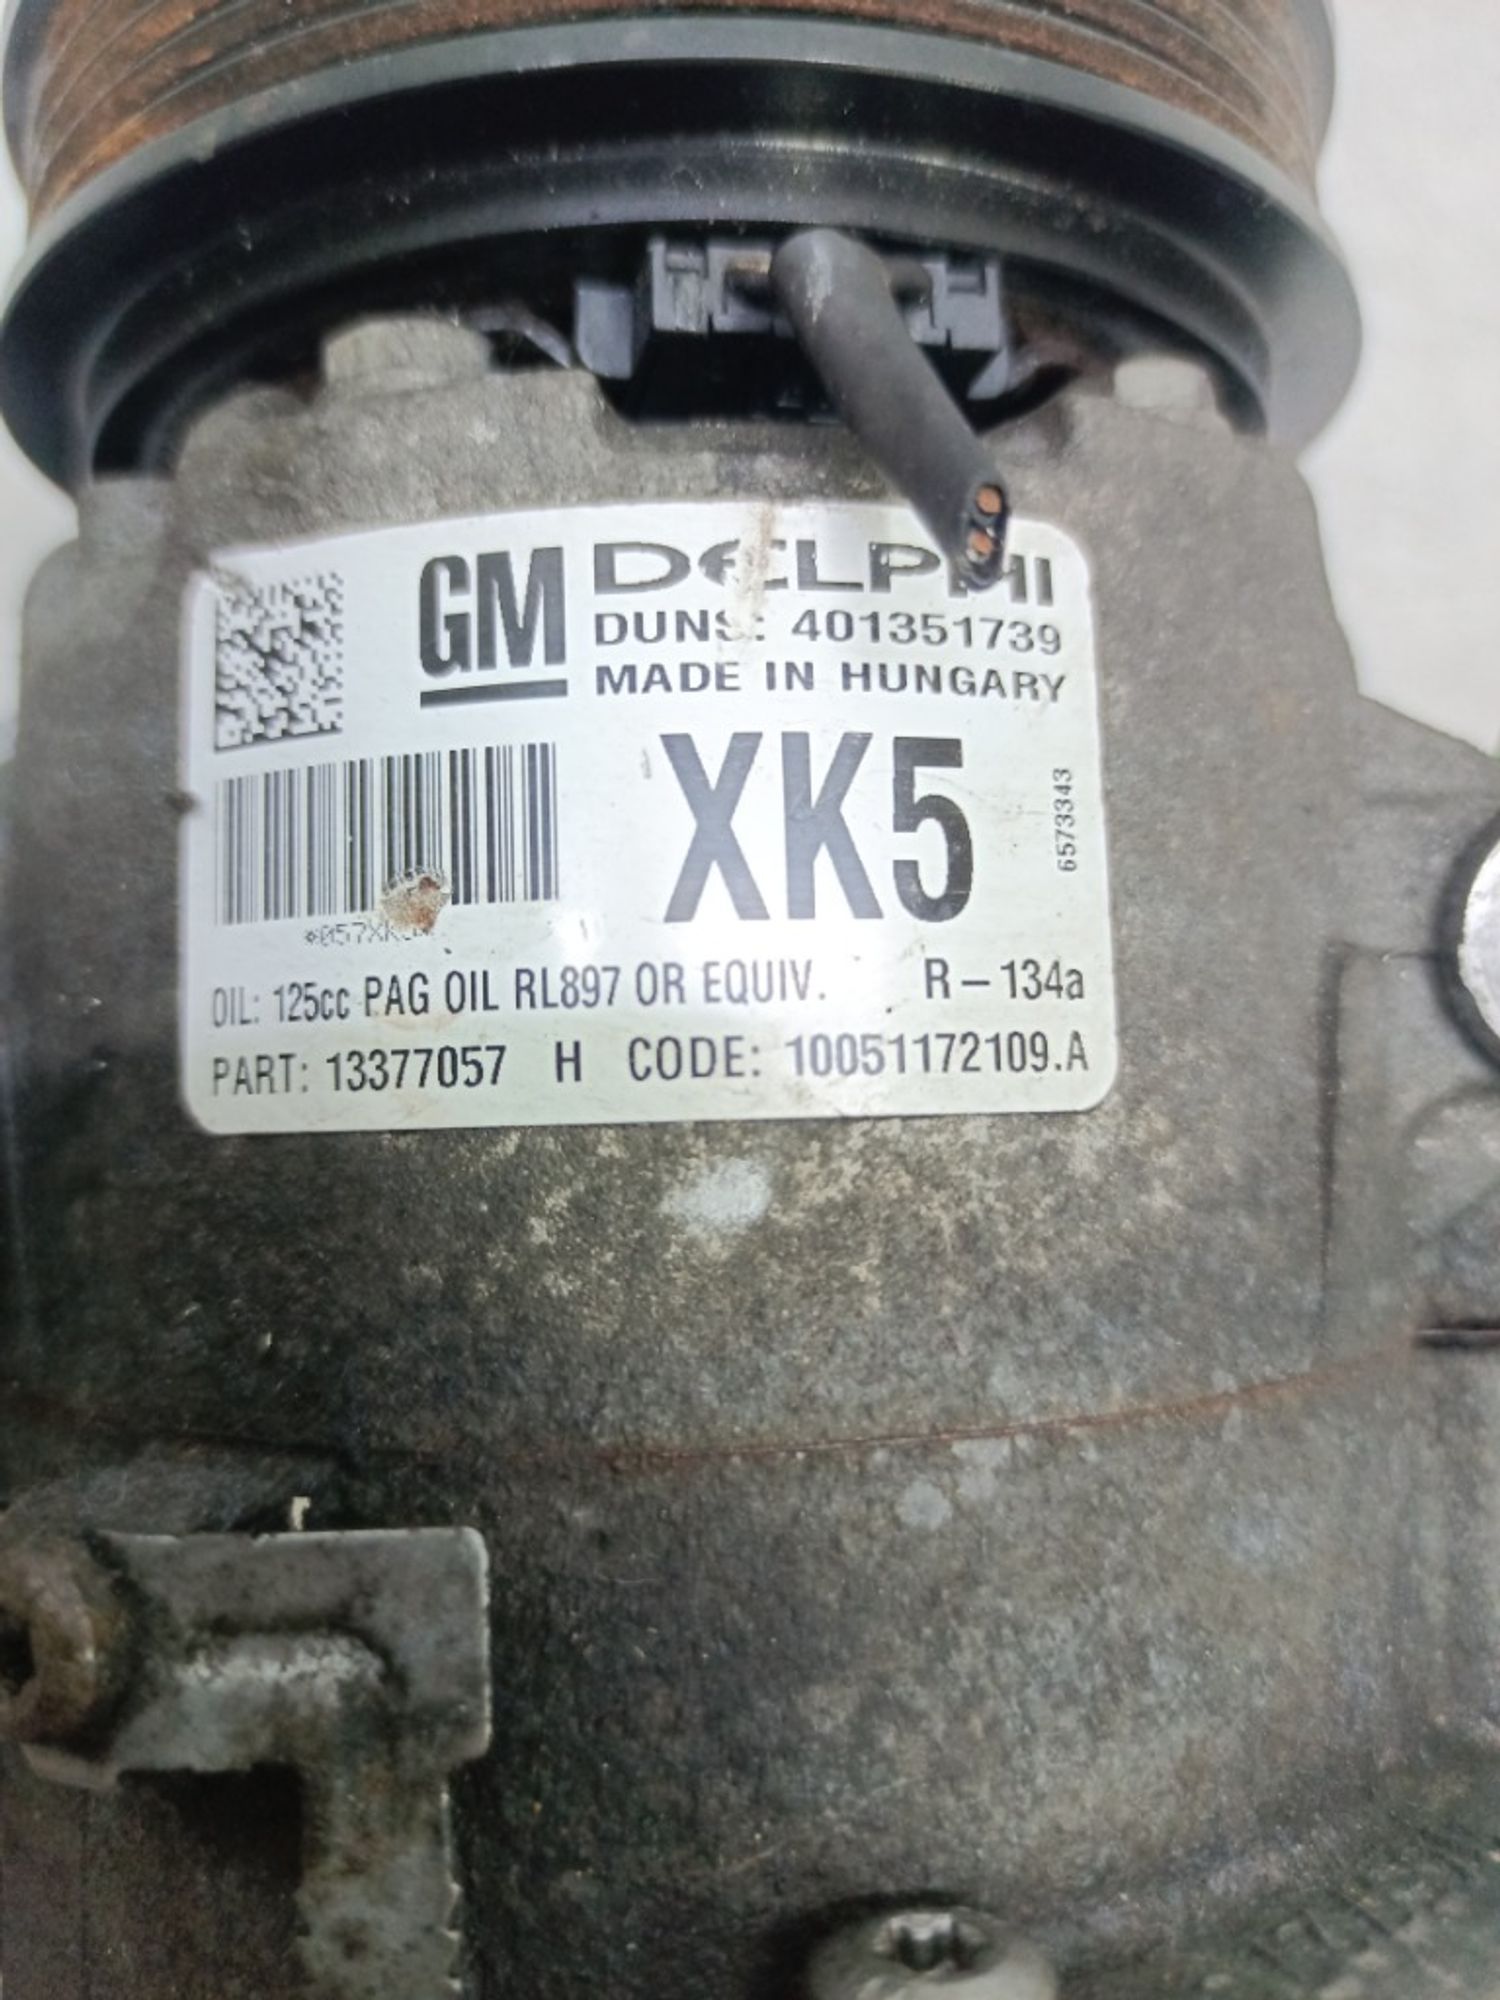 GM DELPHI
DUNS: 401351739
MADE IN HUNGARY
XK5
6573343
OIL: 125cc PAG OIL RL897 OR EQUIV. R-134a
PART: 13377057 H CODE: 10051172109.A